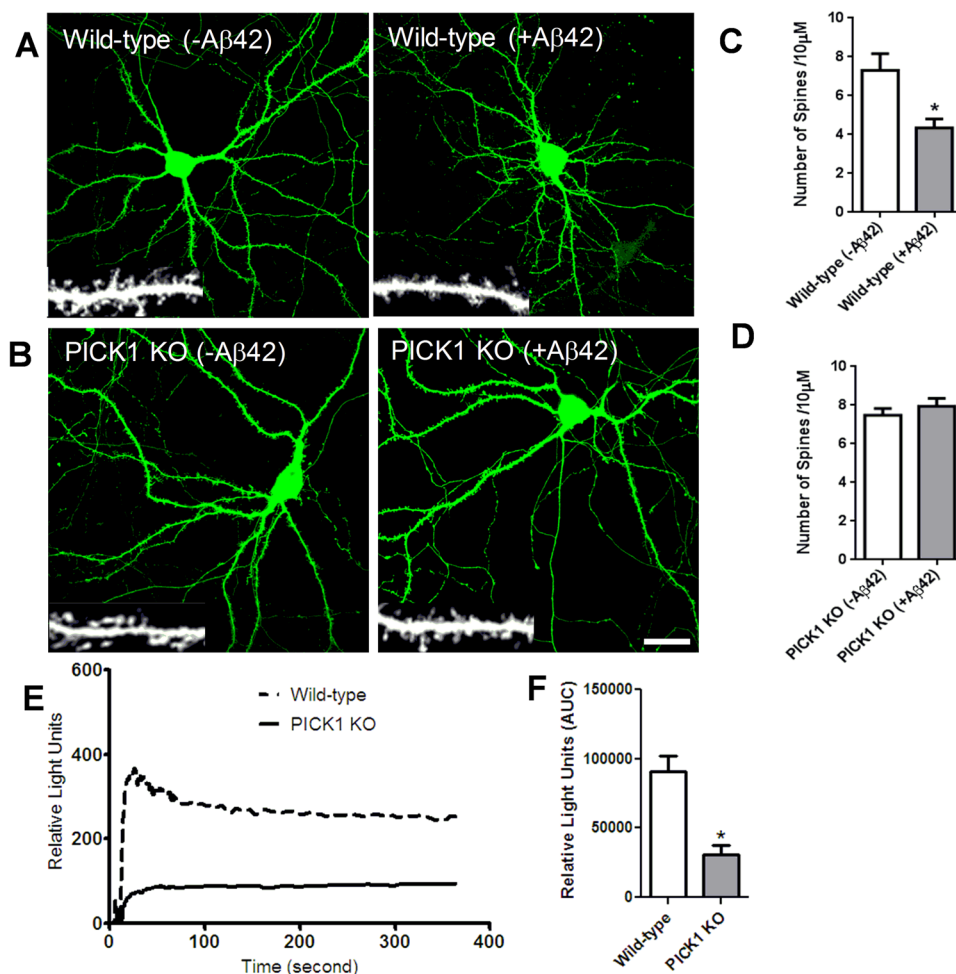 A
Wild-type (-Aβ42)
Wild-type (+Aβ42)
B
PICK1 KO (-Aβ42)
PICK1 KO (+Aβ42)
C
Number of Spines /10μM
8
6
4
2
0
*
Wild-type (-Aβ42)
Wild-type (+Aβ42)
D
Number of Spines /10μM
10
8
6
4
2
0
PICK1 KO (-Aβ42)
PICK1 KO (+Aβ42)
E
Relative Light Units
600
400
200
0
Wild-type
PICK1 KO
0
100
200
300
400
Time (second)
F
Relative Light Units (AUC)
150000
100000
50000
0
*
Wild-type
PICK1 KO